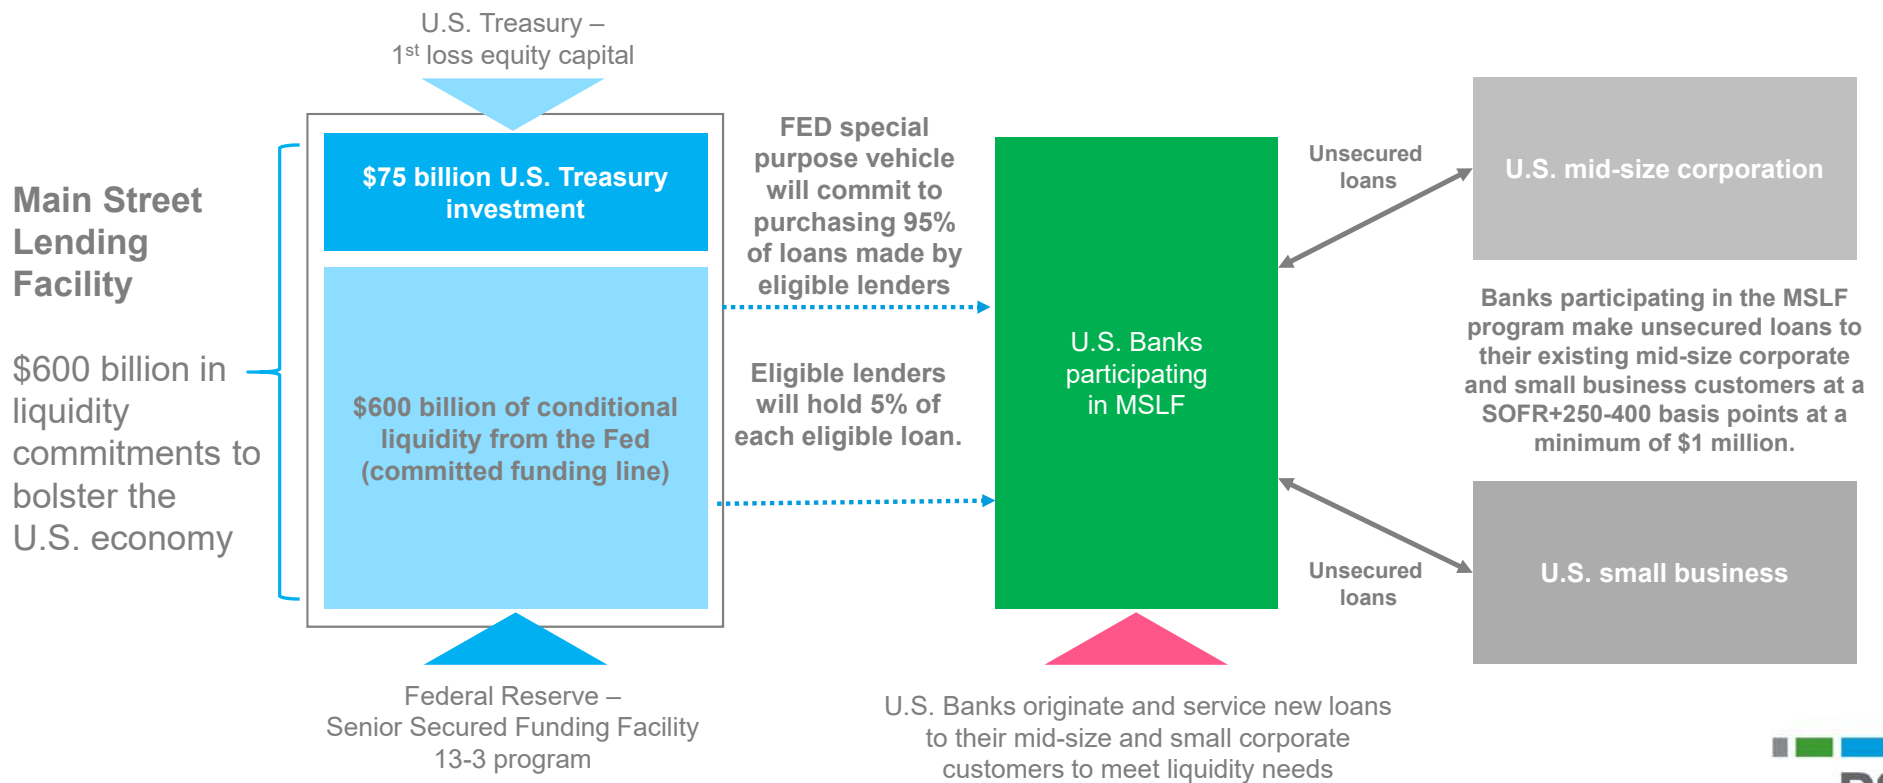 U.S. Treasury –
1st loss equity capital
Main Street
Lending
Facility
$600 billion in
liquidity
commitments to
bolster the
U.S. economy
$75 billion U.S. Treasury
investment
$600 billion of conditional
liquidity from the Fed
(committed funding line)
Federal Reserve –
Senior Secured Funding Facility
13-3 program
FED special
purpose vehicle
will commit to
purchasing 95%
of loans made by
eligible lenders
Eligible lenders
will hold 5% of
each eligible loan.
U.S. Banks
participating
in MSLF
U.S. Banks originate and service new loans
to their mid-size and small corporate
customers to meet liquidity needs
Unsecured
loans
U.S. mid-size corporation
Banks participating in the MSLF
program make unsecured loans to
their existing mid-size corporate
and small business customers at a
SOFR+250-400 basis points at a
minimum of $1 million.
Unsecured
loans
U.S. small business